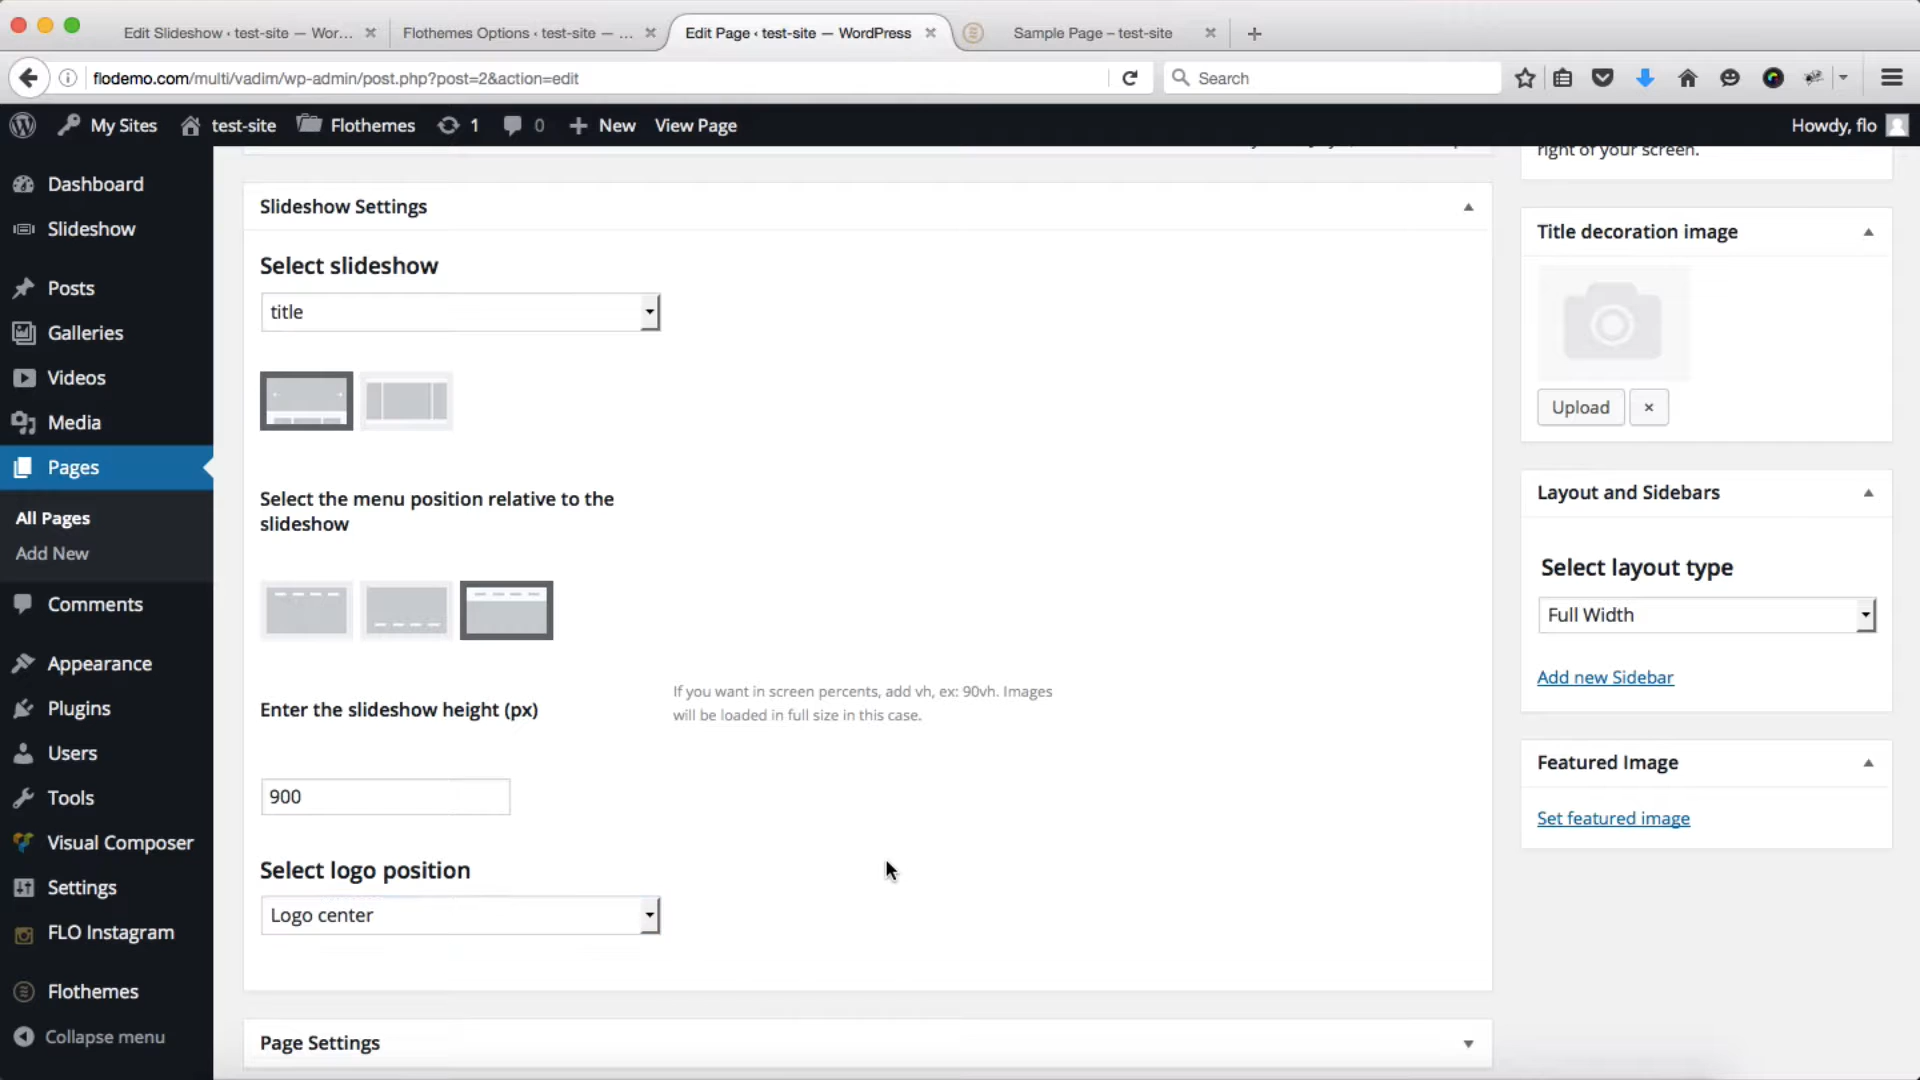 Edit Slideshow ‹ test-site — Wor...
Flothemes Options ‹ test-site — ...
Edit Page ‹ test-site — WordPress
Sample Page – test-site
flodemo.com/multi/vadim/wp-admin/post.php?post=2&action=edit
Search
My Sites
test-site
Flothemes
1
0
New
View Page
Howdy, flo
right of your screen.
Dashboard
Slideshow
Posts
Galleries
Videos
Media
Pages
All Pages
Add New
Comments
Appearance
Plugins
Users
Tools
Visual Composer
Settings
FLO Instagram
Flothemes
Collapse menu
Slideshow Settings
Select slideshow
title
Select the menu position relative to the
slideshow
Enter the slideshow height (px)
If you want in screen percents, add vh, ex: 90vh. Images
will be loaded in full size in this case.
900
Select logo position
Logo center
Page Settings
Title decoration image
Upload
×
Layout and Sidebars
Select layout type
Full Width
Add new Sidebar
Featured Image
Set featured image